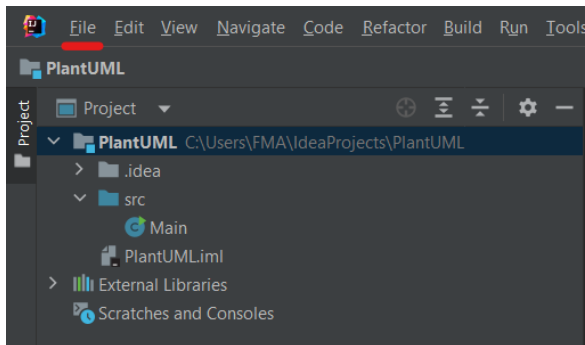 File Edit View Navigate Code Refactor Build Run Tools
PlantUML
Project
Project
PlantUML C:\Users\FMA\IdeaProjects\PlantUML
.idea
src
Main
PlantUML.iml
External Libraries
Scratches and Consoles